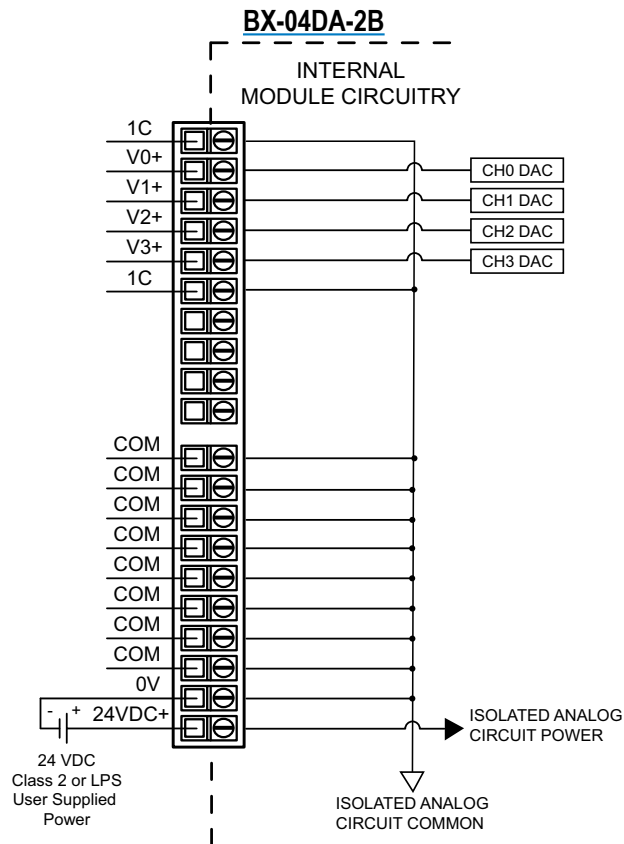 BX-04DA-2B
INTERNAL
MODULE CIRCUITRY
1C
V0+
CH0 DAC
V1+
CH1 DAC
V2+
CH2 DAC
V3+
CH3 DAC
1C
COM
COM
COM
COM
COM
COM
COM
COM
0V
- + 24VDC+
ISOLATED ANALOG
CIRCUIT POWER
24 VDC
Class 2 or LPS
User Supplied
Power
ISOLATED ANALOG
CIRCUIT COMMON